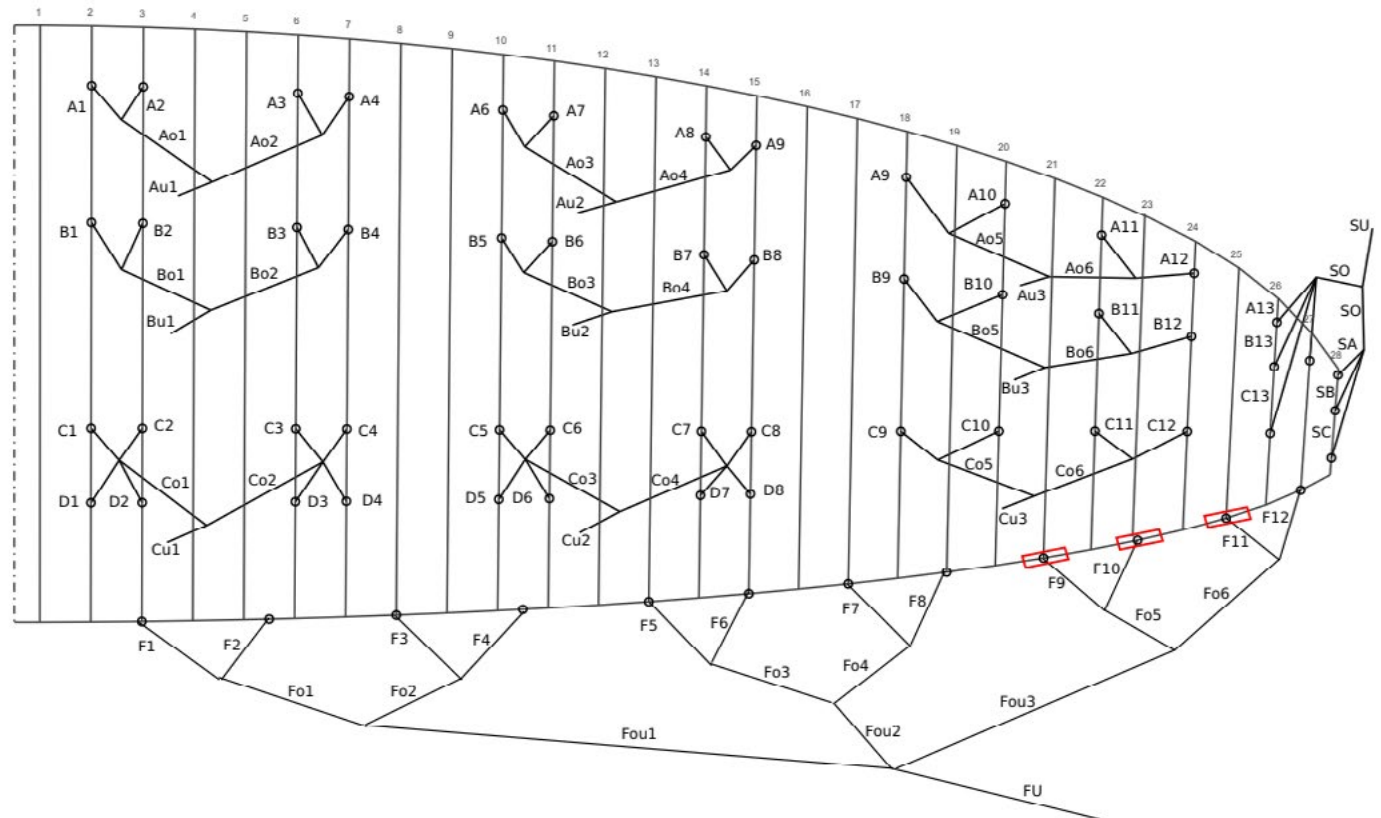 1 2 3 4 5 6 7 8 9 10 11 12 13 14 15 16 17 18 19 20 21 22 23 24 25 26 27 28
A1 A2 A3 A4 A6 A7 A8 A9
Ao1 Ao2 Ao3 Ao4
Au1 Au2
A9 A10 A11 A12 A13
Ao5 Ao6
Au3
SU
SO
SO
SA
SB
SC
B1 B2 B3 B4 B5 B6 B7 B8
Bo1 Bo2 Bo3 Bo4
Bu1 Bu2
B9 B10 B11 B12 B13
Bo5 Bo6
Bu3
C1 C2 C3 C4 C5 C6 C7 C8
Co1 Co2 Co3 Co4
D1 D2 D3 D4 D5 D6 D7 D8
Cu1 Cu2
C9 C10 C11 C12 C13
Co5 Co6
Cu3
F1 F2 F3 F4 F5 F6 F7 F8 F9 F10 F11 F12
Fo1 Fo2 Fo3 Fo4 Fo5 Fo6
Fou1 Fou2 Fou3
FU